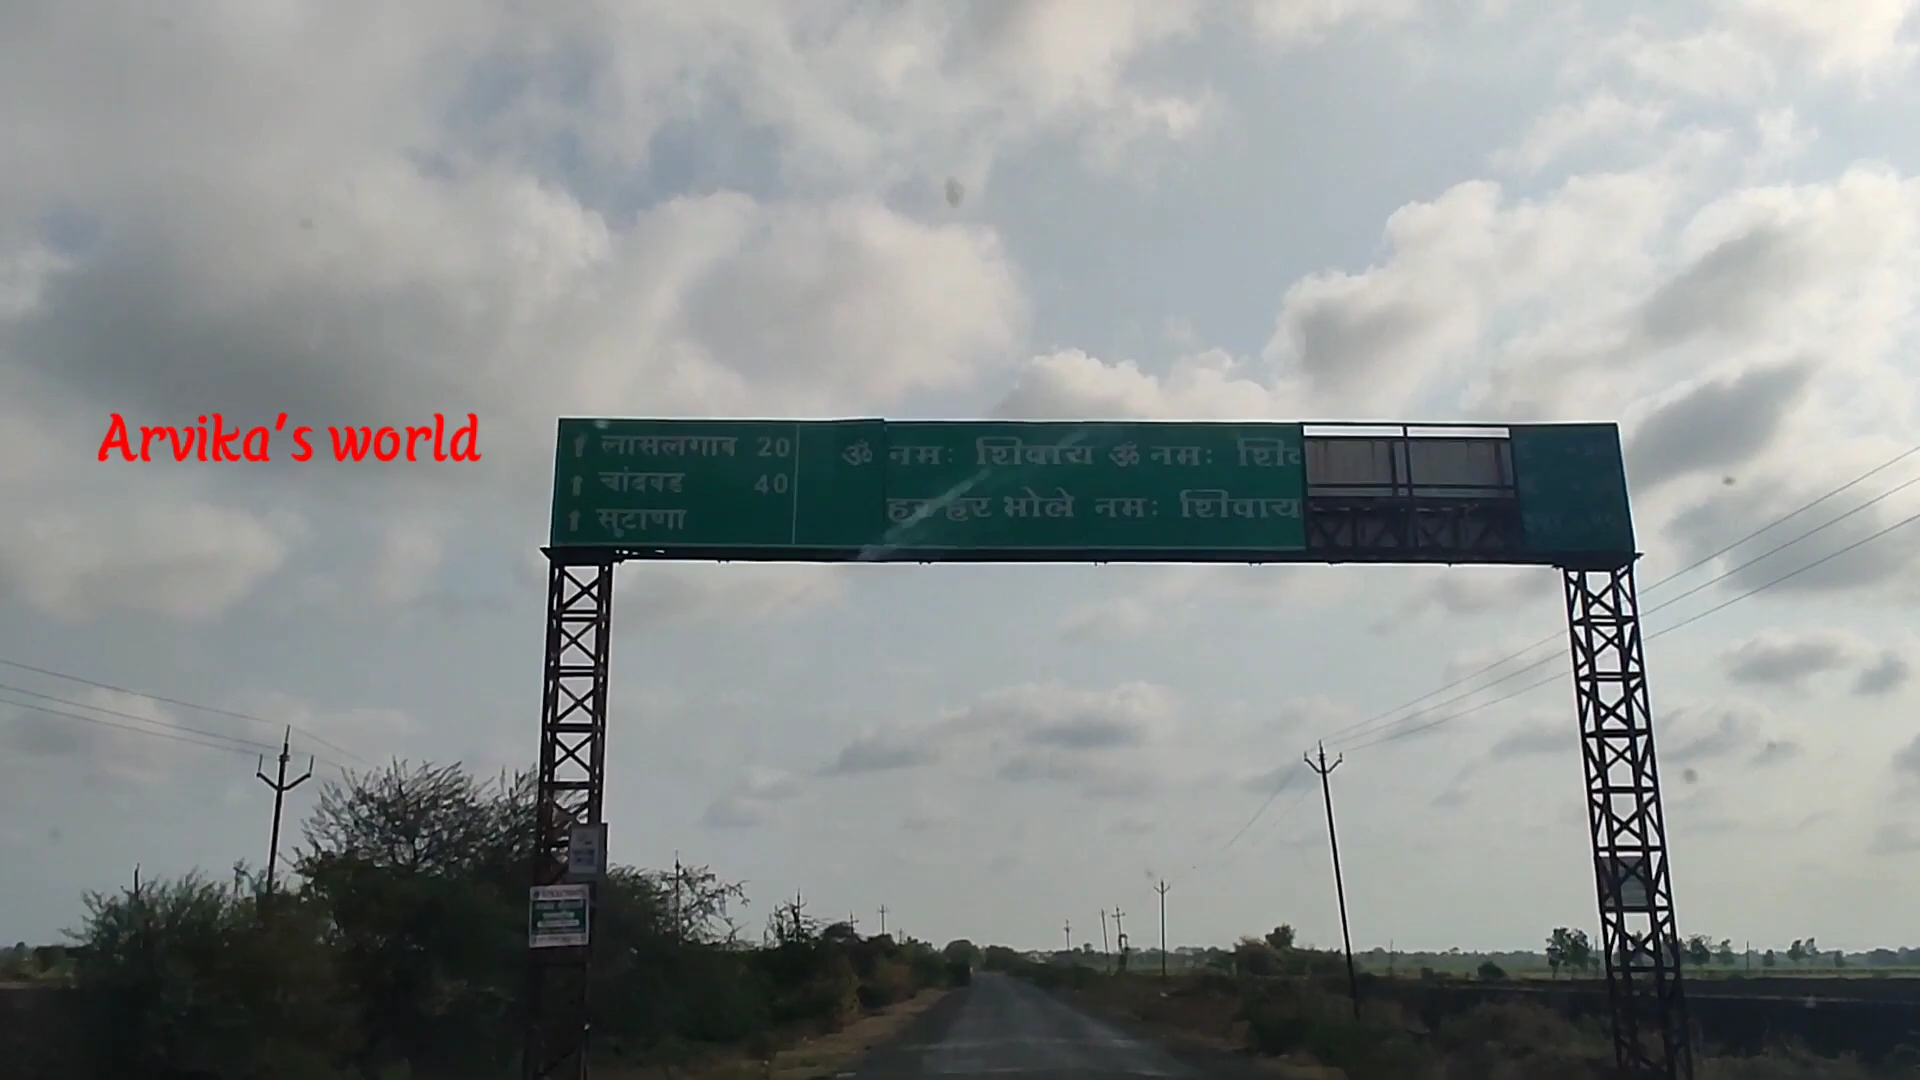 Arvika's world
लासलगाव 20
चांदवड 40
सटाणा
ॐ नमः शिवाय ॐ नमः शिव
हर हर भोले नमः शिवाय